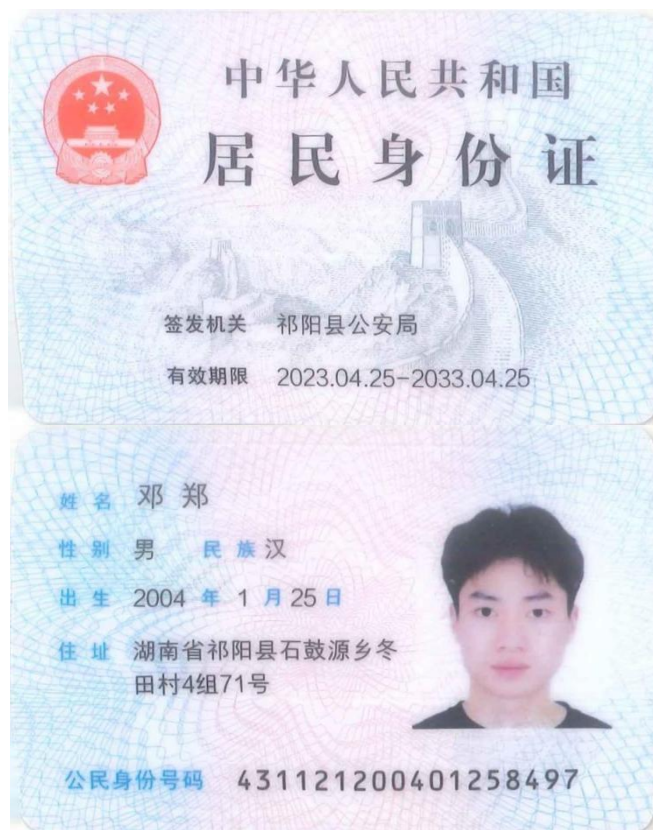 中华人民共和国
居民身份证
签发机关 祁阳县公安局
有效期限 2023.04.25-2033.04.25
姓名 邓郑
性别 男 民族 汉
出生 2004 年 1 月 25 日
住址 湖南省祁阳县石鼓源乡冬
田村4组71号
公民身份号码 431121200401258497